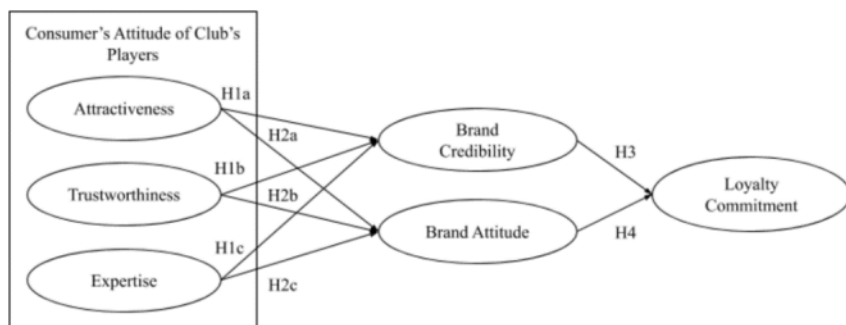 Consumer's Attitude of Club's
Players
Attractiveness
Trustworthiness
Expertise
H1a
H2a
H1b
H2b
H1c
H2c
Brand
Credibility
Brand Attitude
H3
H4
Loyalty
Commitment